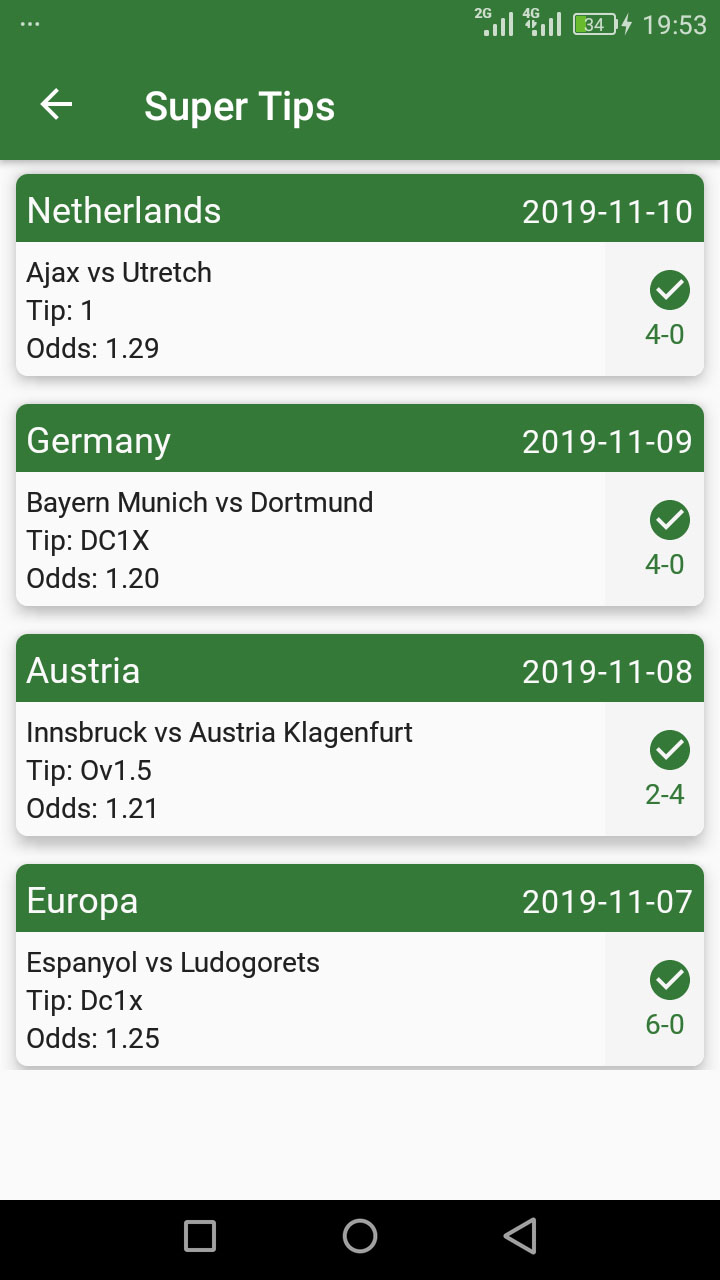 ... 2G 4G 34 19:53
Super Tips
Netherlands 2019-11-10
Ajax vs Utretch
Tip: 1
Odds: 1.29
4-0
Germany 2019-11-09
Bayern Munich vs Dortmund
Tip: DC1X
Odds: 1.20
4-0
Austria 2019-11-08
Innsbruck vs Austria Klagenfurt
Tip: Ov1.5
Odds: 1.21
2-4
Europa 2019-11-07
Espanyol vs Ludogorets
Tip: Dc1x
Odds: 1.25
6-0